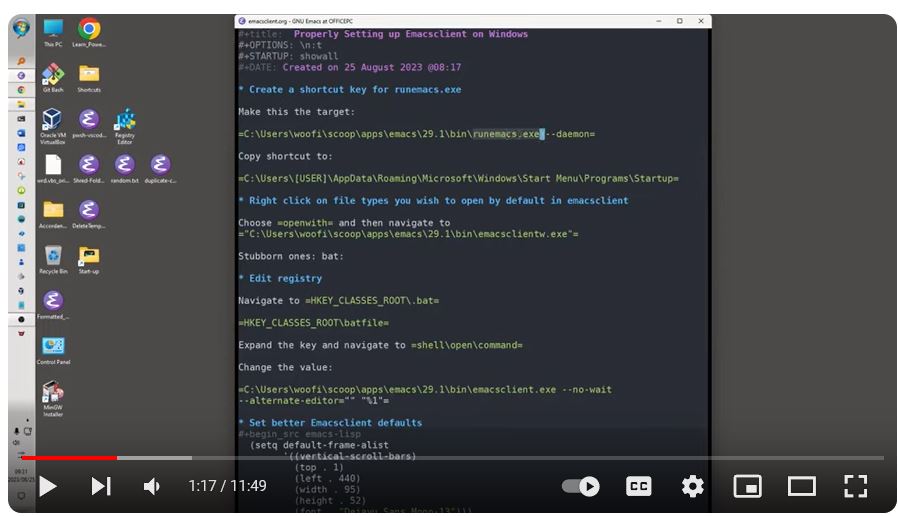 emacsclient.org - GNU Emacs at OFFICEPC
#+title:  Properly Setting up Emacsclient on Windows
#+OPTIONS: \n:t
#+STARTUP: showall
#+DATE: Created on 25 August 2023 @08:17
* Create a shortcut key for runemacs.exe
Make this the target:
=C:\Users\woofi\scoop\apps\emacs\29.1\bin\runemacs.exe --daemon=
Copy shortcut to:
=C:\Users\[USER]\AppData\Roaming\Microsoft\Windows\Start Menu\Programs\Startup=
* Right click on file types you wish to open by default in emacsclient
Choose =openwith= and then navigate to
="C:\Users\woofi\scoop\apps\emacs\29.1\bin\emacsclientw.exe"=
Stubborn ones: bat:
* Edit registry
Navigate to =HKEY_CLASSES_ROOT\.bat=
=HKEY_CLASSES_ROOT\batfile=
Expand the key and navigate to =shell\open\command=
Change the value:
=C:\Users\woofi\scoop\apps\emacs\29.1\bin\emacsclient.exe --no-wait
--alternate-editor="" "%1"=
* Set better Emacsclient defaults
#+begin_src emacs-lisp
(setq default-frame-alist
'((vertical-scroll-bars)
(top . 1)
(left . 440)
(width . 95)
(height . 52)
(font . "Dejavu Sans Mono-13")))
This PC
Learn_Powe...
Git Bash
Shortcuts
Oracle VM
VirtualBox
pwsh-vscod...
Registry
Editor
wrd.vbs_ori...
Shred-Fold...
random.txt
duplicate-c...
Accordan...
DeleteTemp...
Recycle Bin
Start-up
Formatted_...
Control Panel
MinGW
Installer
09:21
1:17 / 11:49
CC